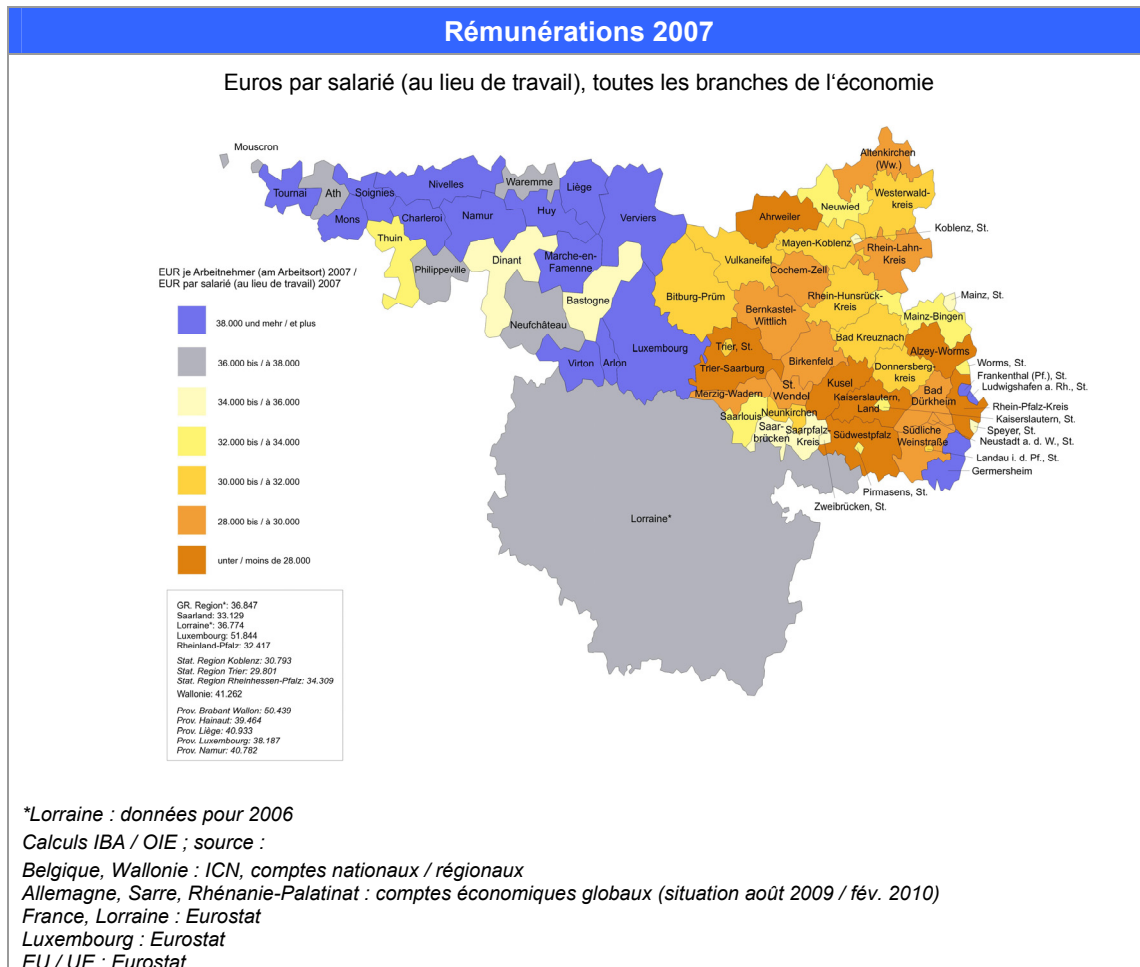 Rémunérations 2007
Euros par salarié (au lieu de travail), toutes les branches de l‘économie
Mouscron
Altenkirchen
(Ww.)
Tournai
Ath
Soignies
Nivelles
Waremme
Liège
Westerwald-
kreis
Neuwied
Mons
Charleroi
Namur
Huy
Verviers
Ahrweiler
Koblenz, St.
Thuin
Dinant
Marche-en-
Famenne
Vulkaneifel
Mayen-Koblenz
Rhein-Lahn-
Kreis
Philippeville
Cochem-Zell
Bastogne
Bitburg-Prüm
Rhein-Hunsrück-
Kreis
Mainz, St.
Neufchâteau
Bernkastel-
Wittlich
Mainz-Bingen
Virton
Arlon
Luxembourg
Trier, St.
Bad Kreuznach
Alzey-Worms
Trier-Saarburg
Birkenfeld
Donnersberg-
kreis
Worms, St.
Frankenthal (Pf.), St.
Ludwigshafen a. Rh., St.
Merzig-Wadern
St.
Wendel
Kusel
Kaiserslautern,
Land
Bad
Dürkheim
Rhein-Pfalz-Kreis
Kaiserslautern, St.
Saarlouis
Neunkirchen
Saar-
brücken
Saarpfalz-
Kreis
Südwestpfalz
Südliche
Weinstraße
Speyer, St.
Neustadt a. d. W., St.
Landau i. d. Pf., St.
Germersheim
Pirmasens, St.
Zweibrücken, St.
Lorraine*
EUR je Arbeitnehmer (am Arbeitsort) 2007 /
EUR par salarié (au lieu de travail) 2007
38.000 und mehr / et plus
36.000 bis / à 38.000
34.000 bis / à 36.000
32.000 bis / à 34.000
30.000 bis / à 32.000
28.000 bis / à 30.000
unter / moins de 28.000
GR. Region*: 36.847
Saarland: 33.129
Lorraine*: 36.774
Luxembourg: 51.844
Rheinland-Pfalz: 32.417
Stat. Region Koblenz: 30.793
Stat. Region Trier: 29.801
Stat. Region Rheinhessen-Pfalz: 34.309
Wallonie: 41.262
Prov. Brabant Wallon: 50.439
Prov. Hainaut: 39.464
Prov. Liège: 40.933
Prov. Luxembourg: 38.187
Prov. Namur: 40.782
*Lorraine : données pour 2006
Calculs IBA / OIE ; source :
Belgique, Wallonie : ICN, comptes nationaux / régionaux
Allemagne, Sarre, Rhénanie-Palatinat : comptes économiques globaux (situation août 2009 / fév. 2010)
France, Lorraine : Eurostat
Luxembourg : Eurostat
EU / UE : Eurostat